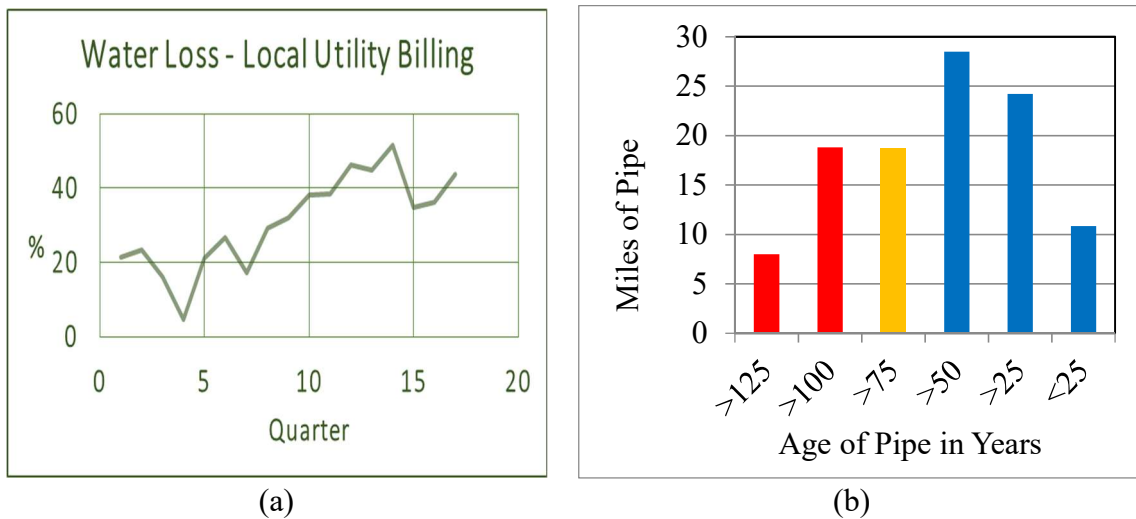 Water Loss - Local Utility Billing
60
40
%
20
0
0 5 10 15 20
Quarter
(a)
30
25
20
15
10
5
0
Miles of Pipe
>125 >100 >75 >50 >25 <25
Age of Pipe in Years
(b)